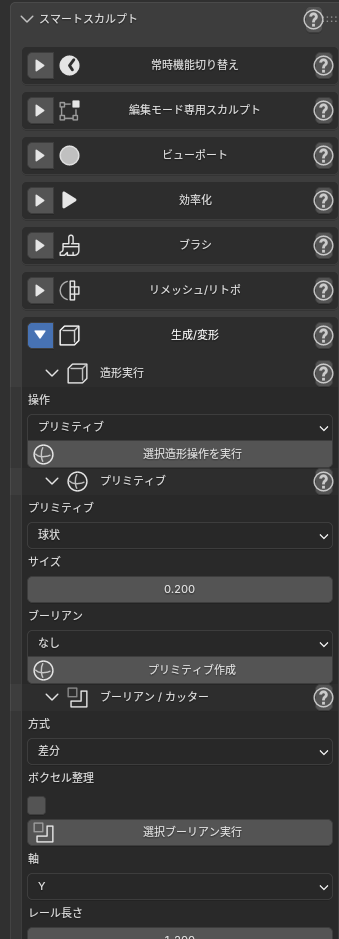 スマートスカルプト
常時機能切り替え
編集モード専用スカルプト
ビューポート
効率化
ブラシ
リメッシュ/リトポ
生成/変形
造形実行
操作
プリミティブ
選択造形操作を実行
プリミティブ
プリミティブ
球状
サイズ
0.200
ブーリアン
なし
プリミティブ作成
ブーリアン / カッター
方式
差分
ボクセル整理
選択ブーリアン実行
軸
Y
レール長さ